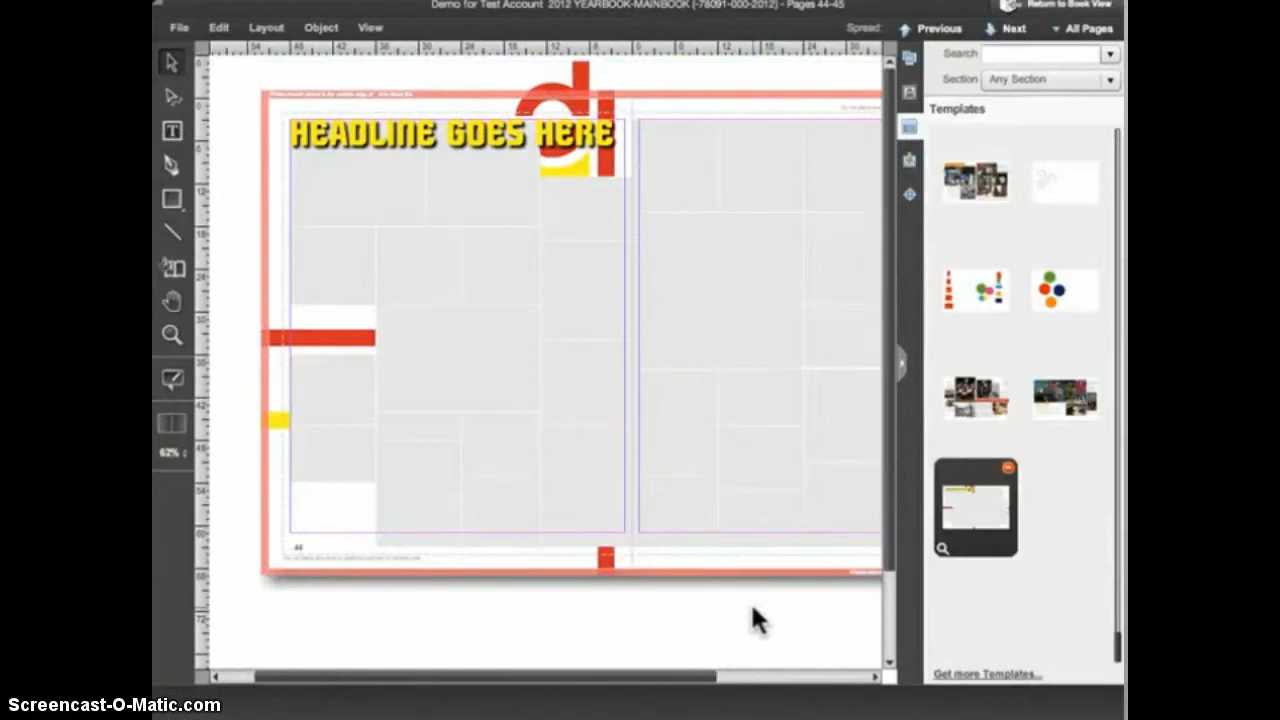 Demo for Test Account 2012 YEARBOOK-MAINBOOK (-78091-000-2012) - Pages 44-45
Return to Book View
File Edit Layout Object View
Spread: Previous Next All Pages
Search
Section Any Section
Templates
HEADLINE GOES HERE
62%
44
Get more Templates...
Screencast-O-Matic.com